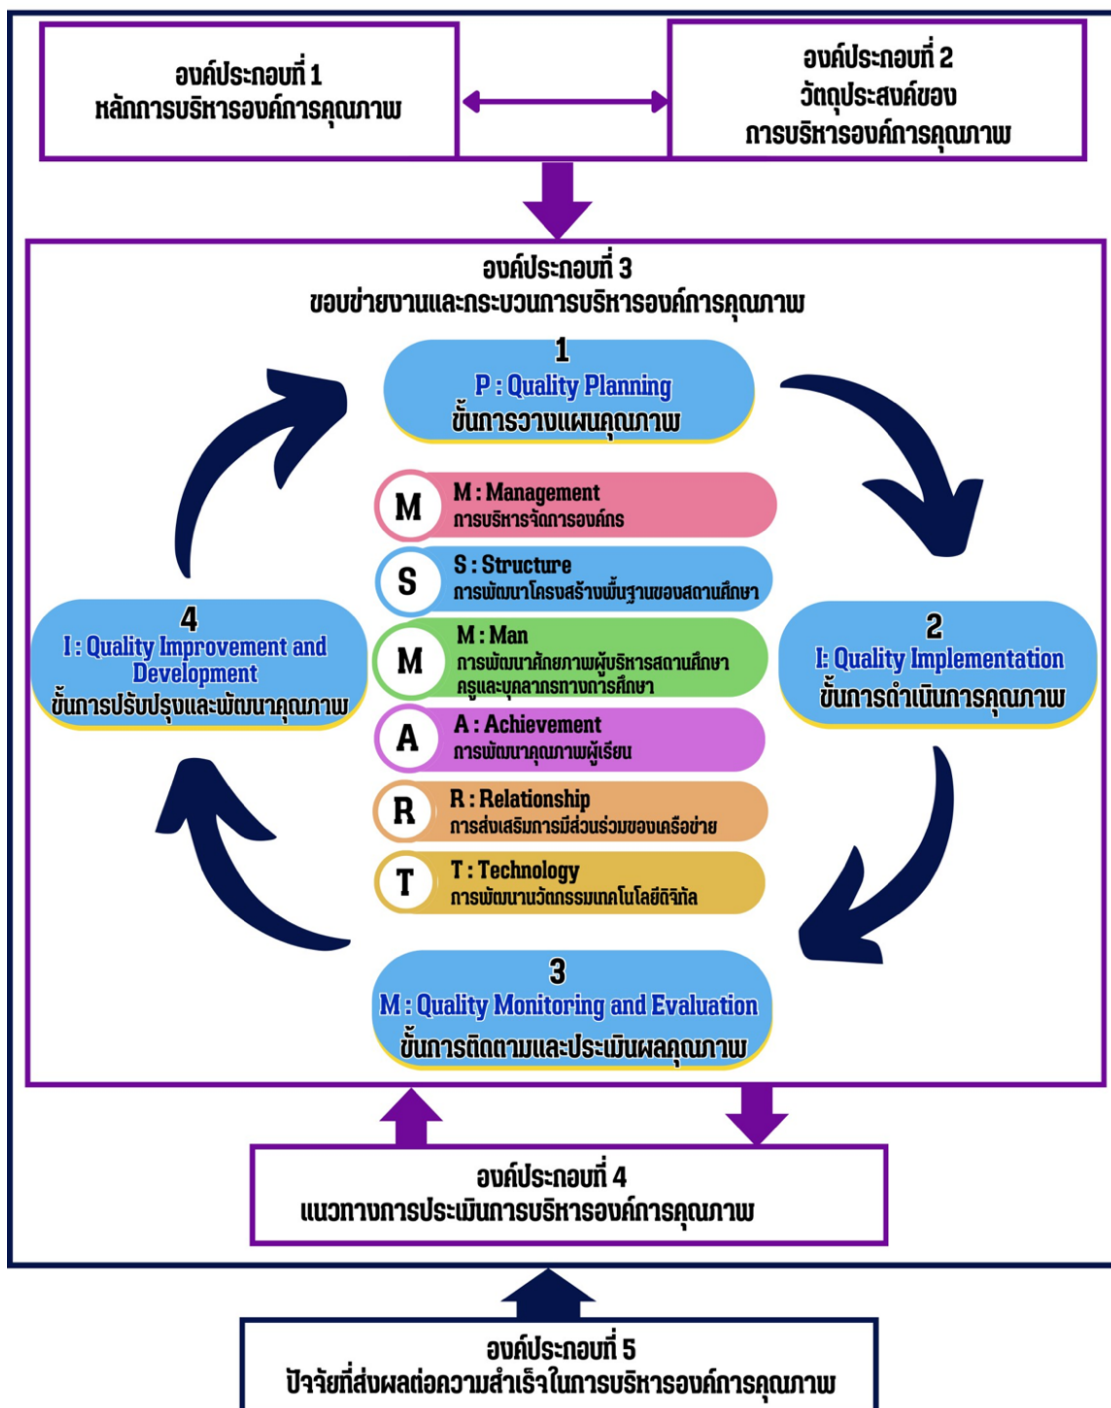 องค์ประกอบที่ 1
หลักการบริหารองค์การคุณภาพ
องค์ประกอบที่ 2
วัตถุประสงค์ของ
การบริหารองค์การคุณภาพ
องค์ประกอบที่ 3
ขอบข่ายงานและกระบวนการบริหารองค์การคุณภาพ
1
P : Quality Planning
ขั้นการวางแผนคุณภาพ
M
M : Management
การบริหารจัดการองค์กร
S
S : Structure
การพัฒนาโครงสร้างพื้นฐานของสถานศึกษา
M
M : Man
การพัฒนาศักยภาพผู้บริหารสถานศึกษา
ครูและบุคลากรทางการศึกษา
A
A : Achievement
การพัฒนาคุณภาพผู้เรียน
R
R : Relationship
การส่งเสริมการมีส่วนร่วมของเครือข่าย
T
T : Technology
การพัฒนานวัตกรรมเทคโนโลยีดิจิทัล
2
I: Quality Implementation
ขั้นการดำเนินการคุณภาพ
3
M : Quality Monitoring and Evaluation
ขั้นการติดตามและประเมินผลคุณภาพ
4
I : Quality Improvement and
Development
ขั้นการปรับปรุงและพัฒนาคุณภาพ
องค์ประกอบที่ 4
แนวทางการประเมินการบริหารองค์การคุณภาพ
องค์ประกอบที่ 5
ปัจจัยที่ส่งผลต่อความสำเร็จในการบริหารองค์การคุณภาพ